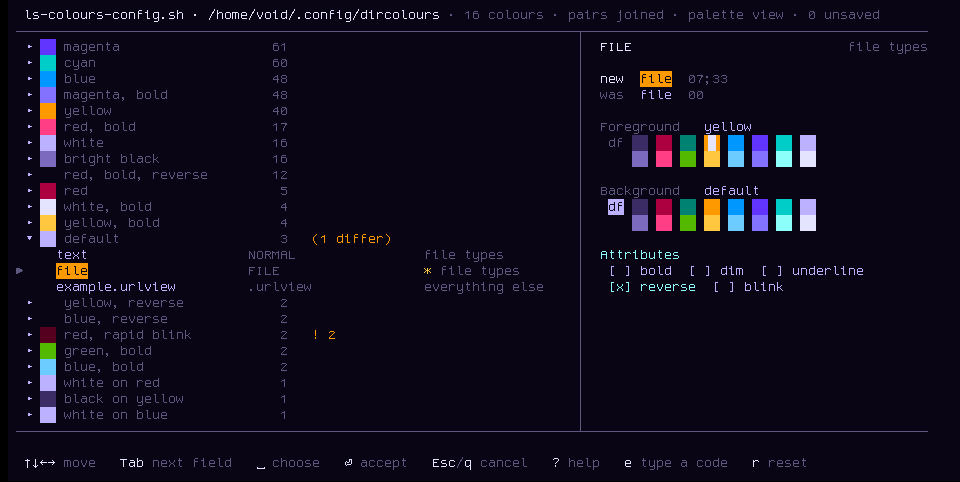 ls-colours-config.sh · /home/void/.config/dircolours · 16 colours · pairs joined · palette view · 0 unsaved
▸ magenta 61
▸ cyan 60
▸ blue 48
▸ magenta, bold 48
▸ yellow 40
▸ red, bold 17
▸ white 16
▸ bright black 16
▸ red, bold, reverse 12
▸ red 5
▸ white, bold 4
▸ yellow, bold 4
▾ default 3 (1 differ)
text NORMAL file types
▶ file FILE * file types
example.urlview .urlview everything else
▸ yellow, reverse 2
▸ blue, reverse 2
▸ red, rapid blink 2 ! 2
▸ green, bold 2
▸ blue, bold 2
▸ white on red 1
▸ black on yellow 1
▸ white on blue 1
FILE file types
new file 07;33
was file 00
Foreground yellow
df
Background default
df
Attributes
[ ] bold [ ] dim [ ] underline
[x] reverse [ ] blink
↑↓←→ move Tab next field ␣ choose ⏎ accept Esc/q cancel ? help e type a code r reset